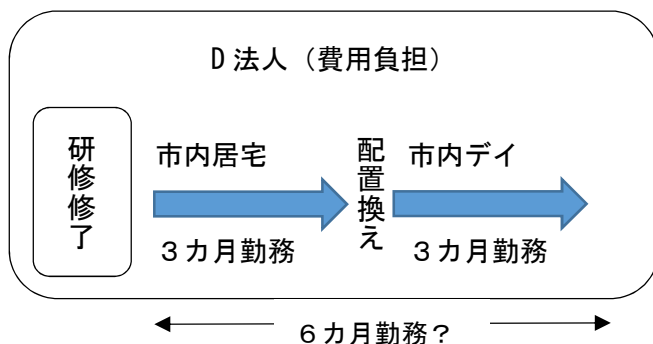 D法人（費用負担）
研修修了
市内居宅
３カ月勤務
配置換え
市内デイ
３カ月勤務
６カ月勤務？